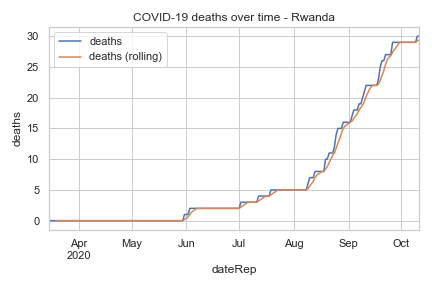 COVID-19 deaths over time - Rwanda
deaths
deaths (rolling)
deaths
30
25
20
15
10
5
0
Apr
2020
May
Jun
Jul
Aug
Sep
Oct
dateRep